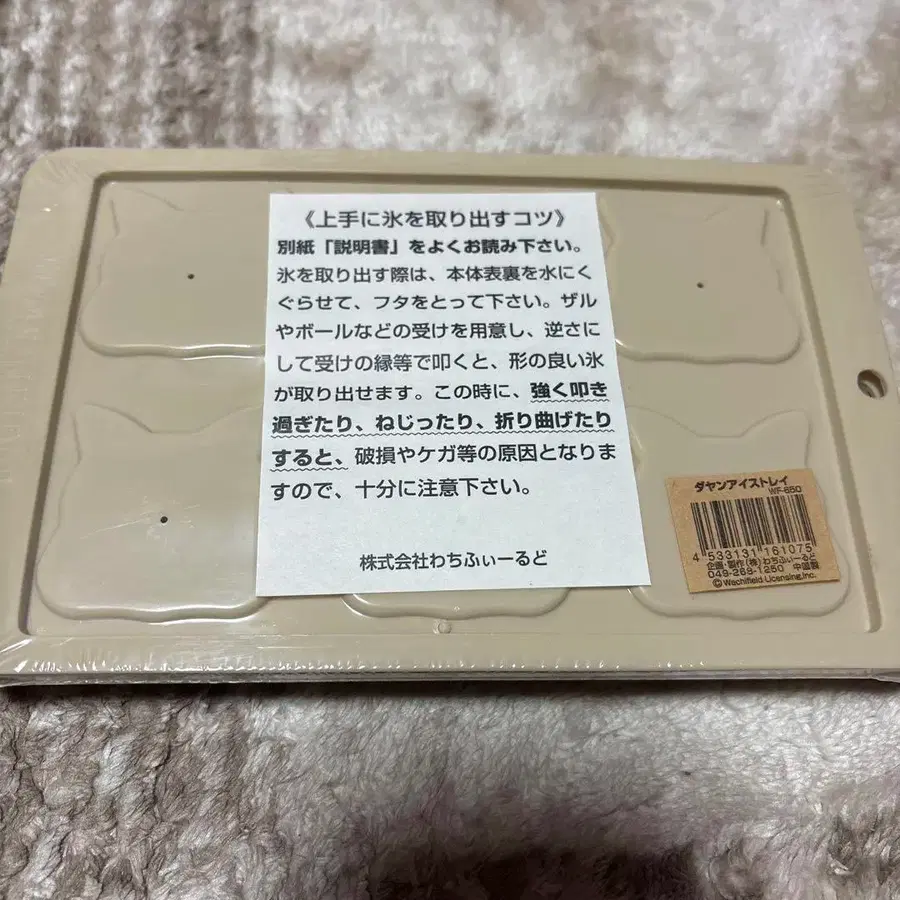 《上手に氷を取り出すコツ》
別紙「説明書」をよくお読み下さい。
氷を取り出す際は、本体表裏を水にく
ぐらせて、フタをとって下さい。ザル
やボールなどの受けを用意し、逆さに
して受けの縁等で叩くと、形の良い氷
が取り出せます。この時に、強く叩き
過ぎたり、ねじったり、折り曲げたり
すると、破損やケガ等の原因となりま
すので、十分に注意下さい。
株式会社わちふぃーるど
ダヤンアイストレイ
WF-650
4 533131 161075
企画・製作(株)わちふぃーるど
049-269-1250 中国製
© Wachifield Licensing,Inc.